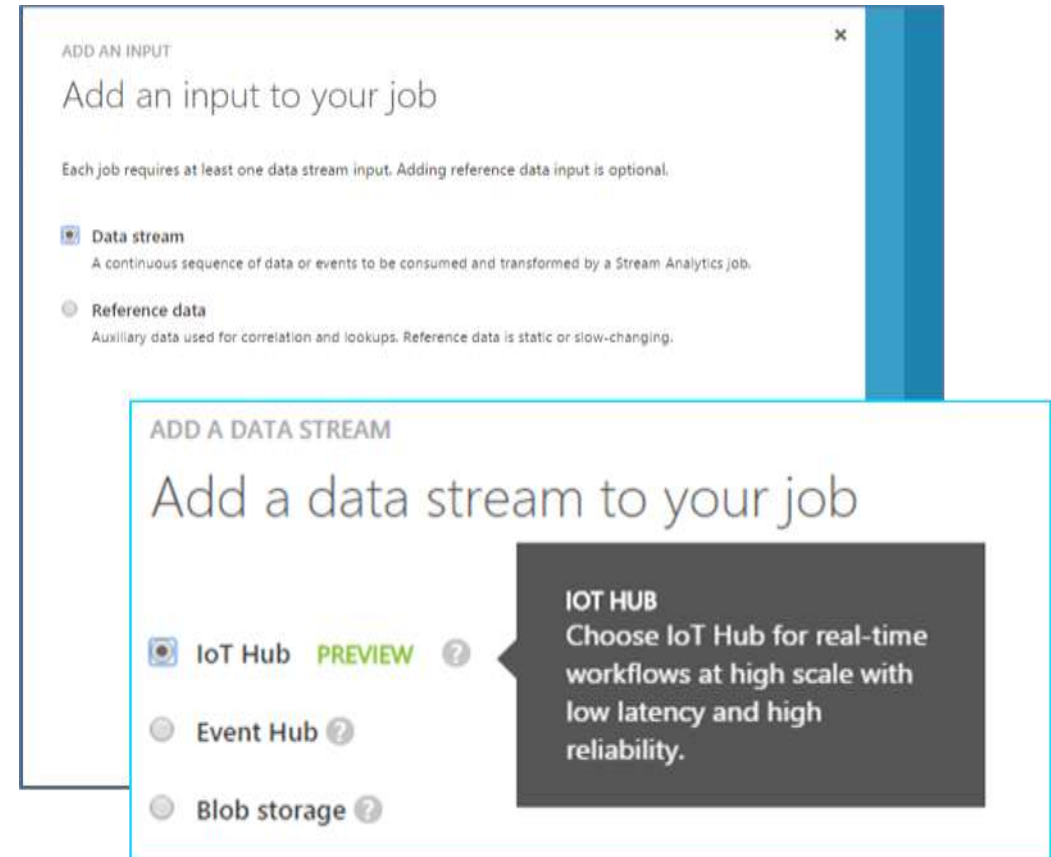 ADD AN INPUT
Add an input to your job
Each job requires at least one data stream input. Adding reference data input is optional.
Data stream
A continuous sequence of data or events to be consumed and transformed by a Stream Analytics job.
Reference data
Auxiliary data used for correlation and lookups. Reference data is static or slow-changing.
ADD A DATA STREAM
Add a data stream to your job
IoT Hub PREVIEW ?
IOT HUB
Choose IoT Hub for real-time
workflows at high scale with
low latency and high
reliability.
Event Hub ?
Blob storage ?